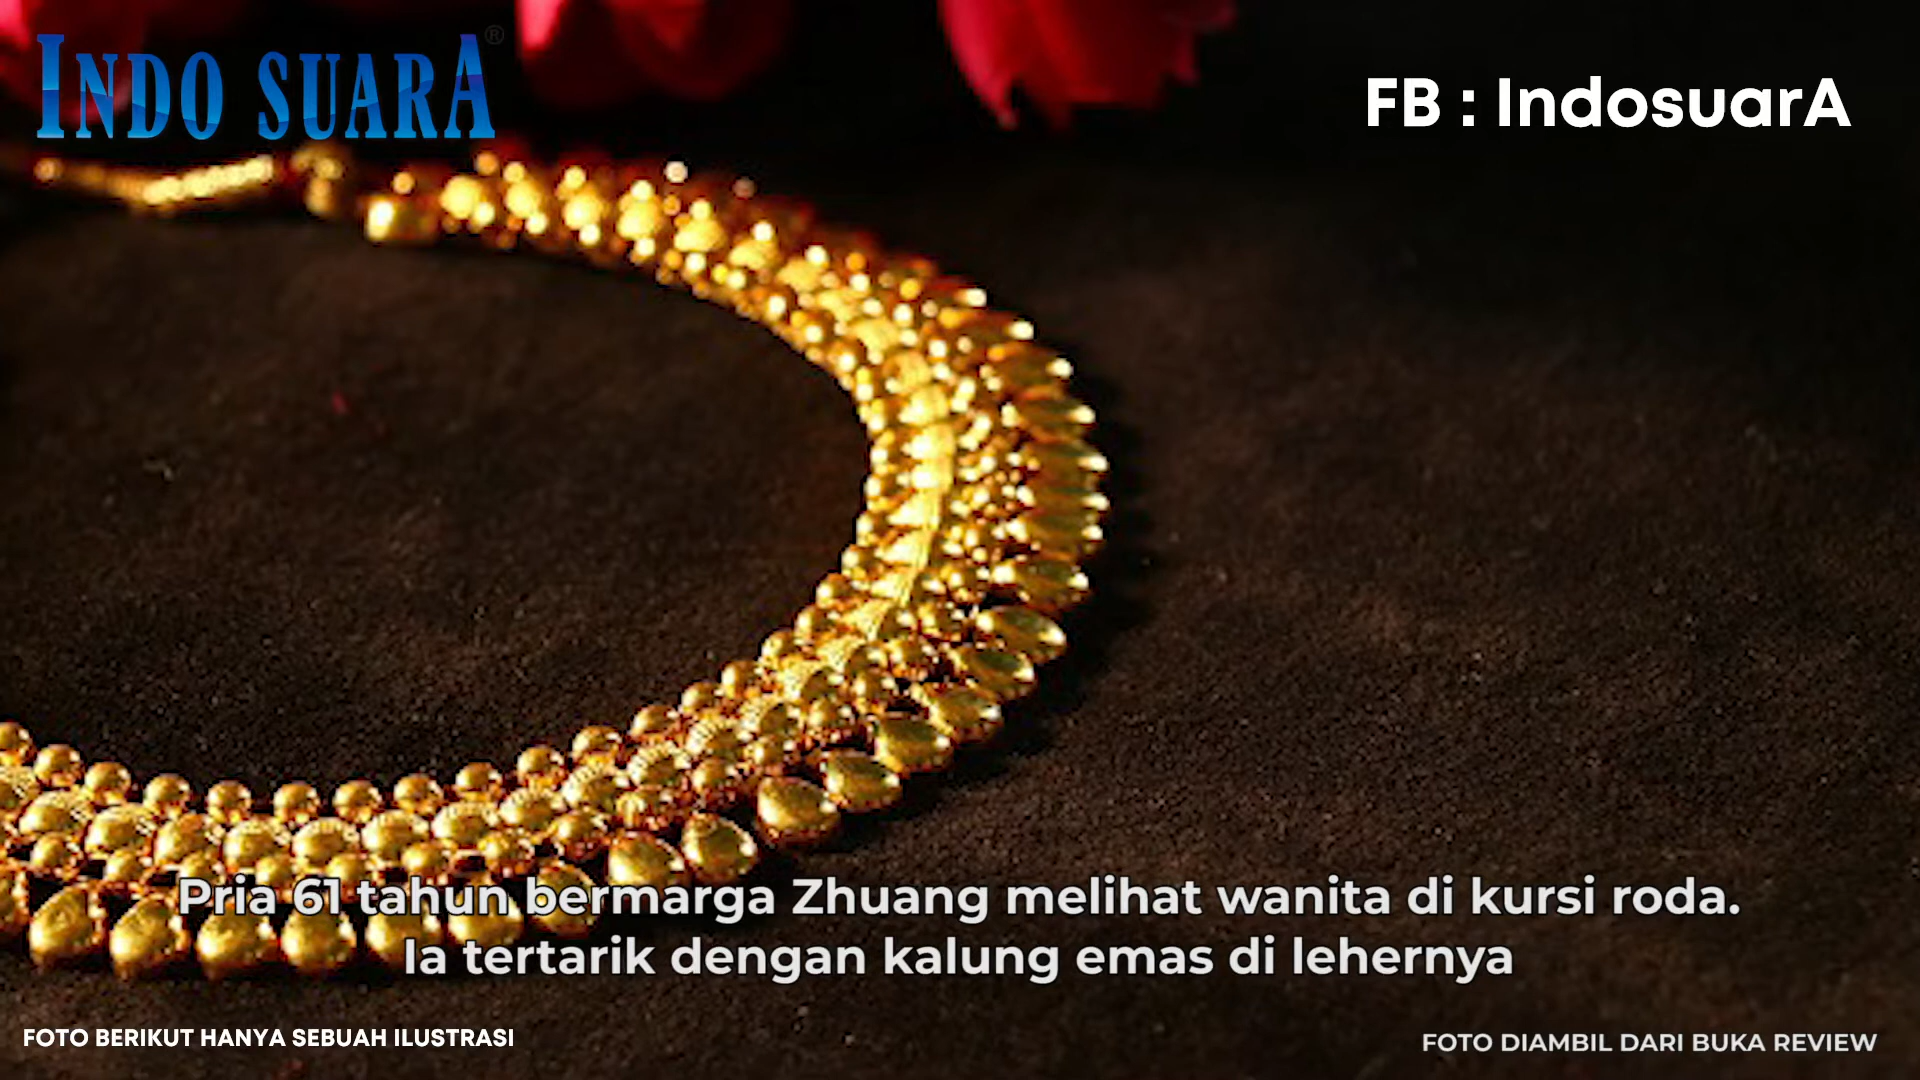 INDO SUARA ®
FB : IndosuarA
Pria 61 tahun bermarga Zhuang melihat wanita di kursi roda.
Ia tertarik dengan kalung emas di lehernya
FOTO BERIKUT HANYA SEBUAH ILUSTRASI
FOTO DIAMBIL DARI BUKA REVIEW